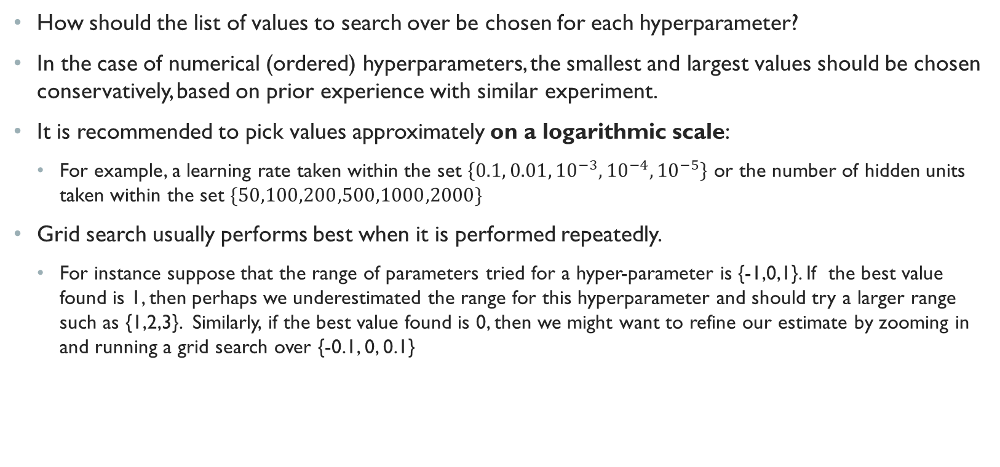 • How should the list of values to search over be chosen for each hyperparameter?
• In the case of numerical (ordered) hyperparameters, the smallest and largest values should be chosen
conservatively, based on prior experience with similar experiment.
• It is recommended to pick values approximately on a logarithmic scale:
• For example, a learning rate taken within the set {0.1, 0.01, 10⁻³, 10⁻⁴, 10⁻⁵} or the number of hidden units
taken within the set {50,100,200,500,1000,2000}
• Grid search usually performs best when it is performed repeatedly.
• For instance suppose that the range of parameters tried for a hyper-parameter is {-1,0,1}. If the best value
found is 1, then perhaps we underestimated the range for this hyperparameter and should try a larger range
such as {1,2,3}. Similarly, if the best value found is 0, then we might want to refine our estimate by zooming in
and running a grid search over {-0.1, 0, 0.1}